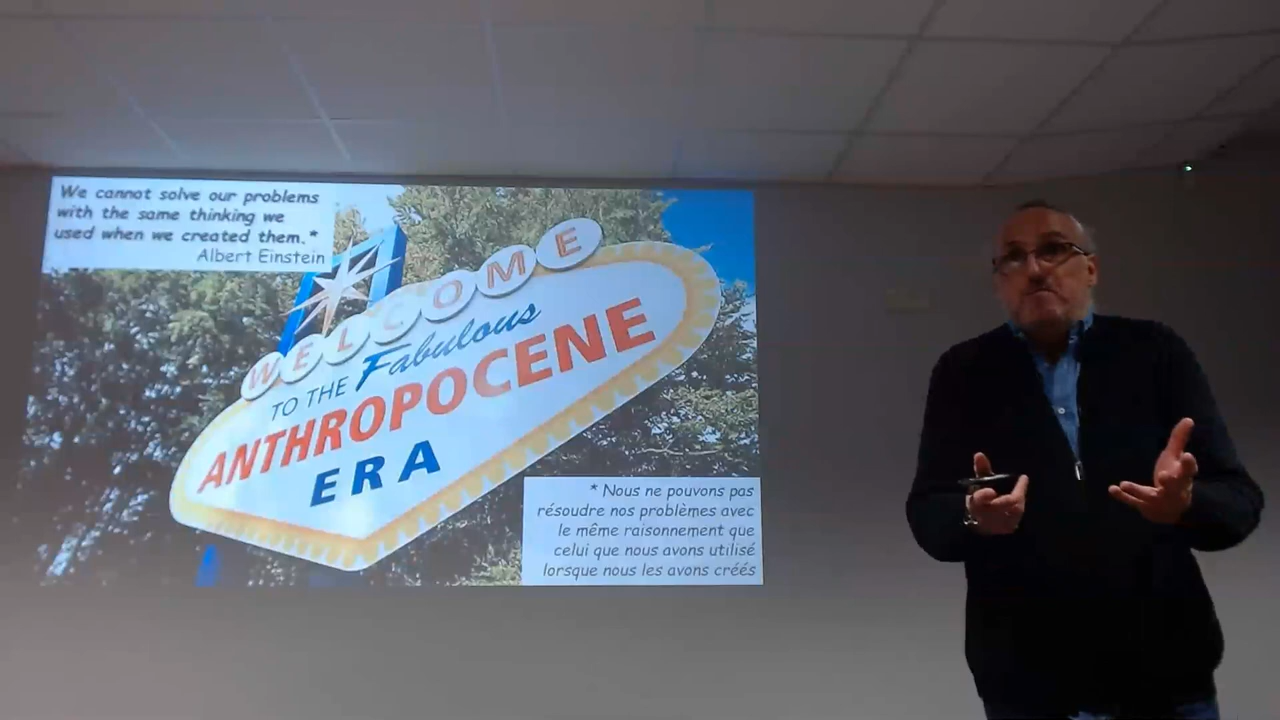 We cannot solve our problems
with the same thinking we
used when we created them.*
Albert Einstein
WELCOME
TO THE Fabulous
ANTHROPOCENE
ERA
* Nous ne pouvons pas
résoudre nos problèmes avec
le même raisonnement que
celui que nous avons utilisé
lorsque nous les avons créés